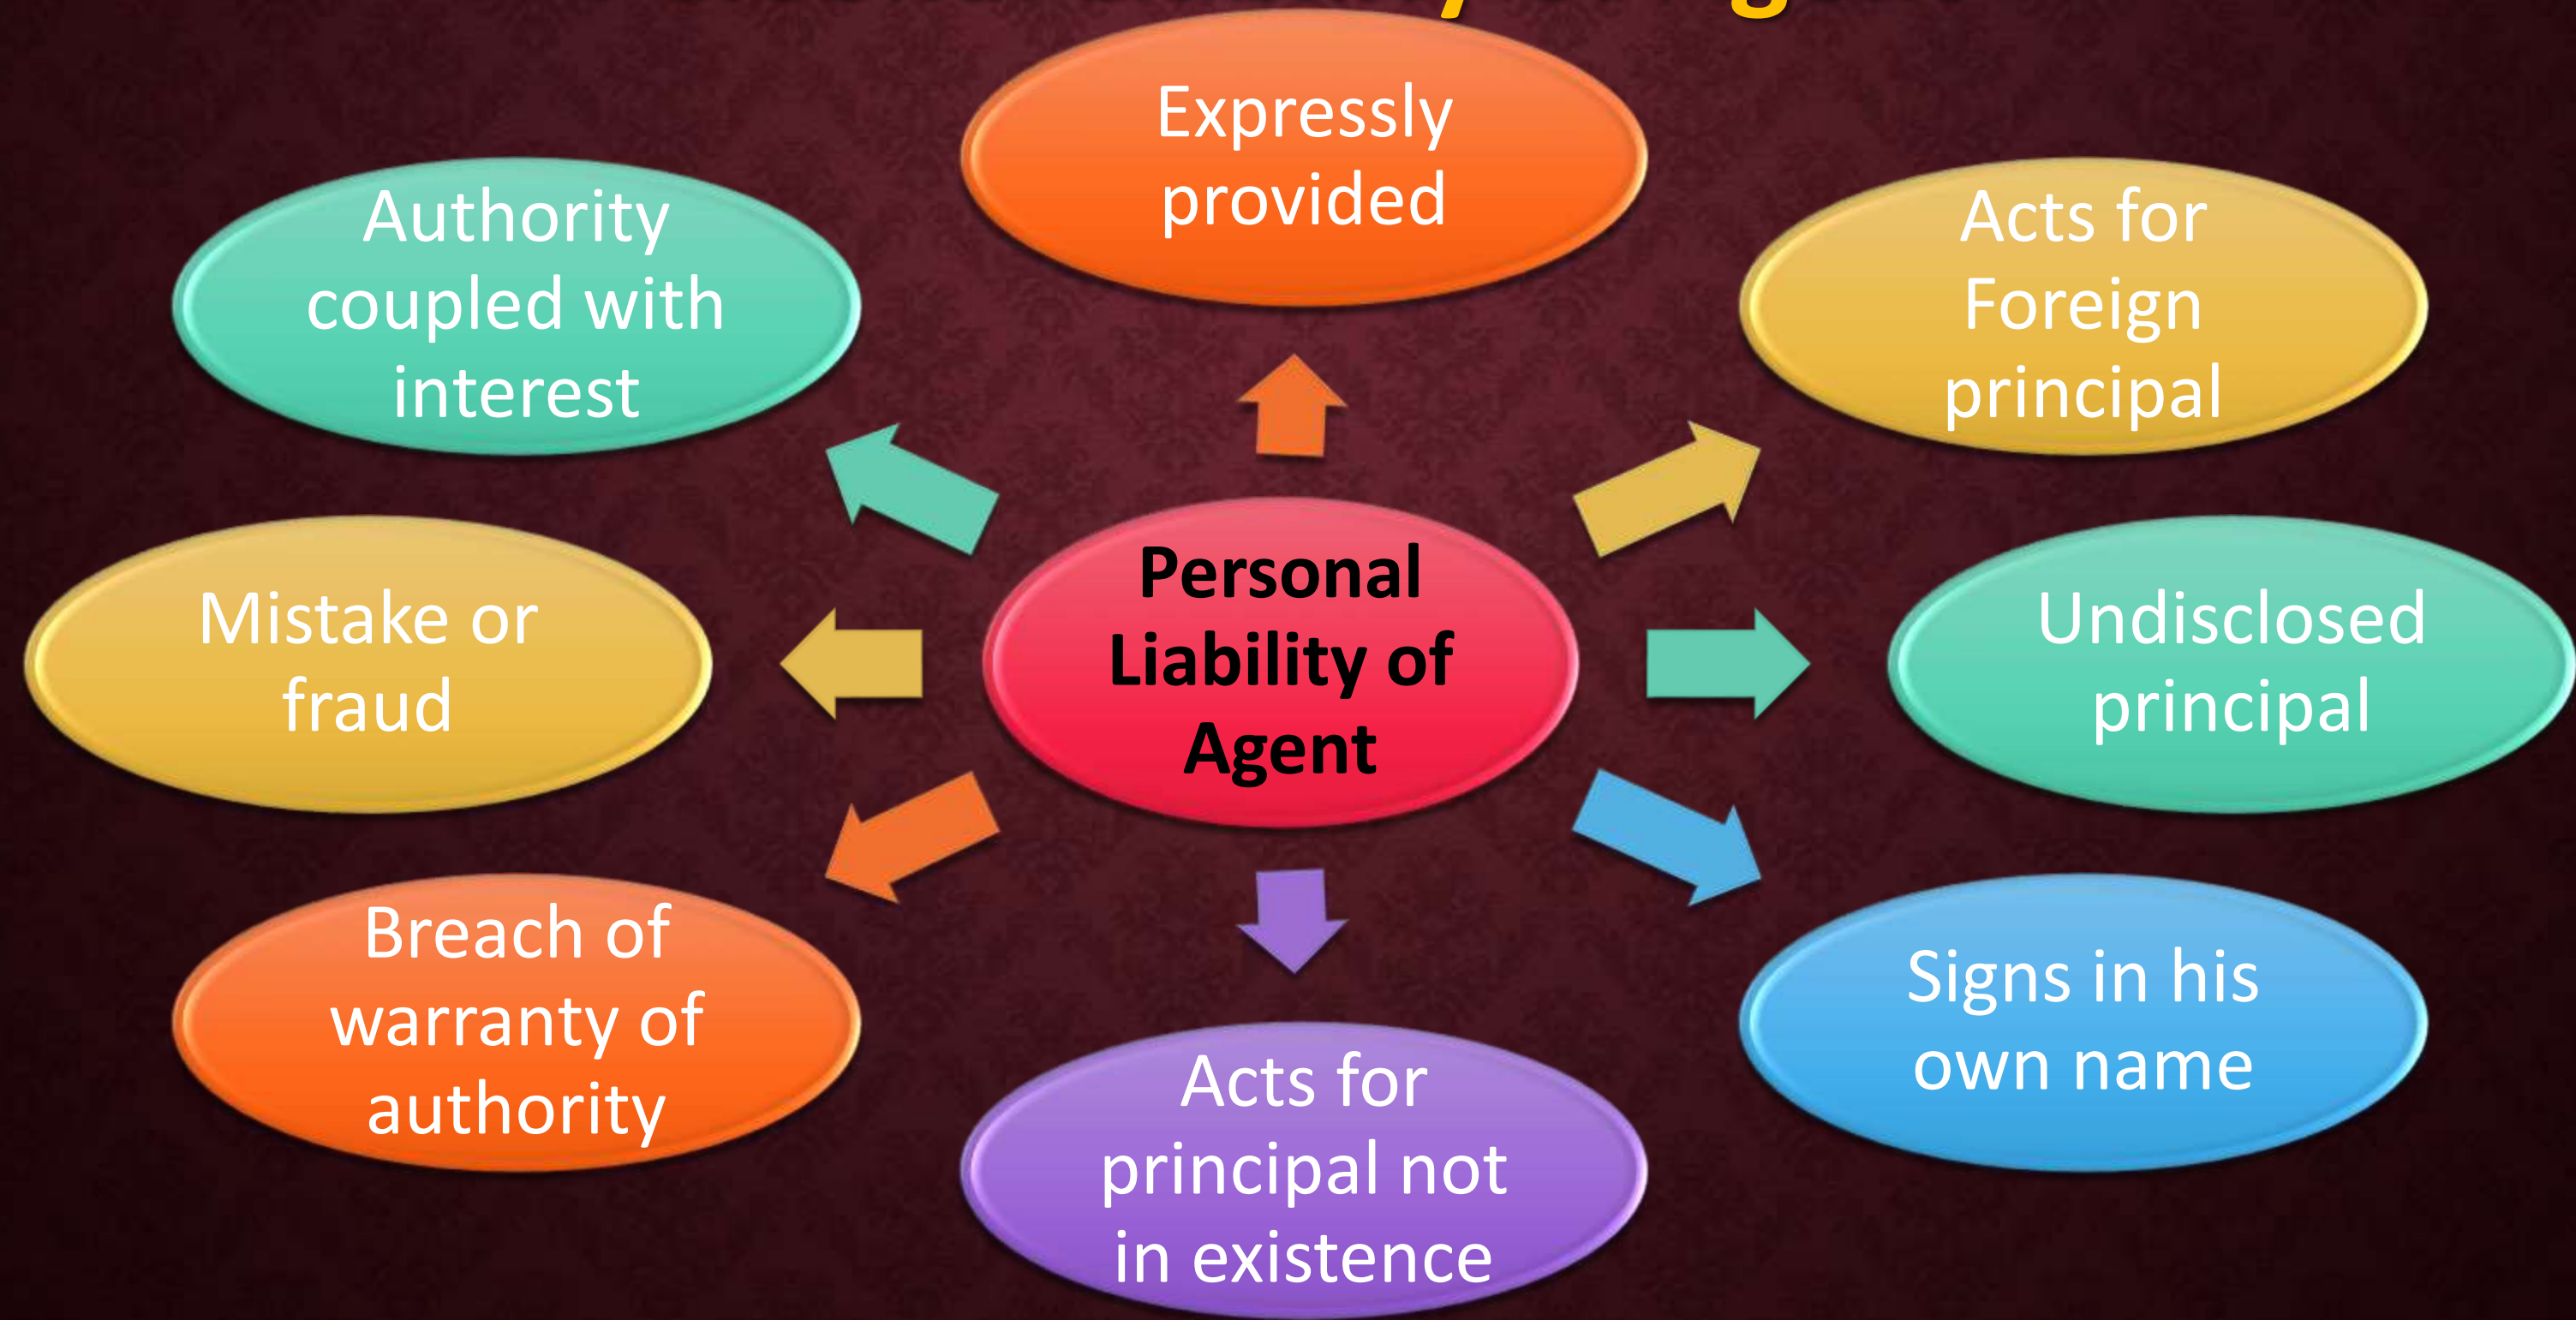 Expressly
provided
Acts for
Foreign
principal
Undisclosed
principal
Signs in his
own name
Acts for
principal not
in existence
Breach of
warranty of
authority
Mistake or
fraud
Authority
coupled with
interest
Personal
Liability of
Agent